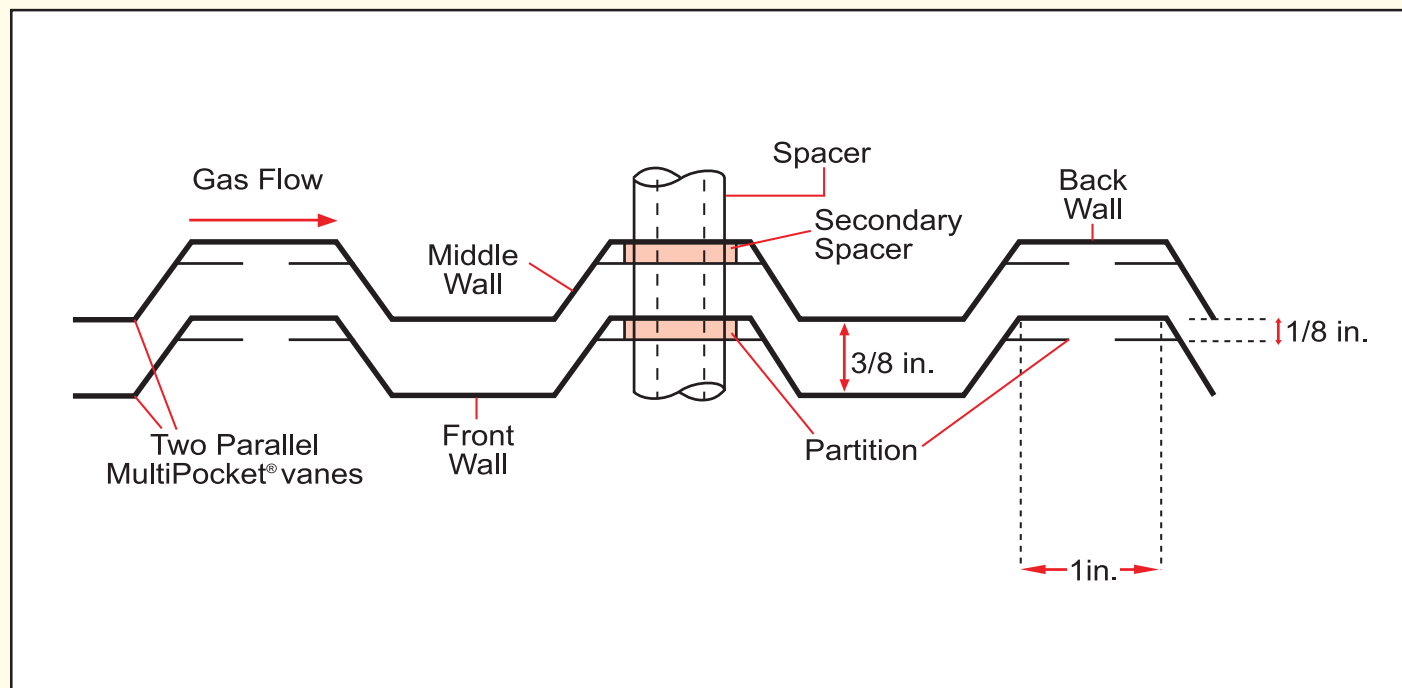 Spacer
Gas Flow
Back
Wall
Secondary
Spacer
Middle
Wall
1/8 in.
3/8 in.
Two Parallel
MultiPocket® vanes
Front
Wall
Partition
1in.